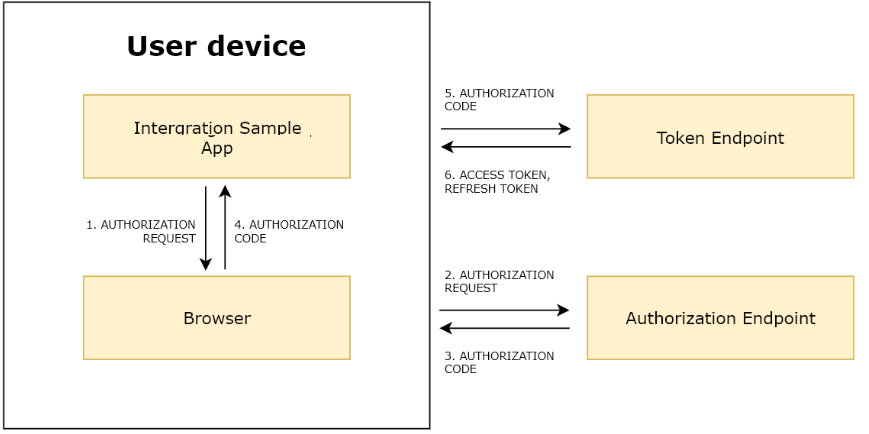 User device
Intergration Sample
App
5. AUTHORIZATION
CODE
Token Endpoint
6. ACCESS TOKEN,
REFRESH TOKEN
1. AUTHORIZATION
REQUEST
4. AUTHORIZATION
CODE
2. AUTHORIZATION
REQUEST
Browser
Authorization Endpoint
3. AUTHORIZATION
CODE